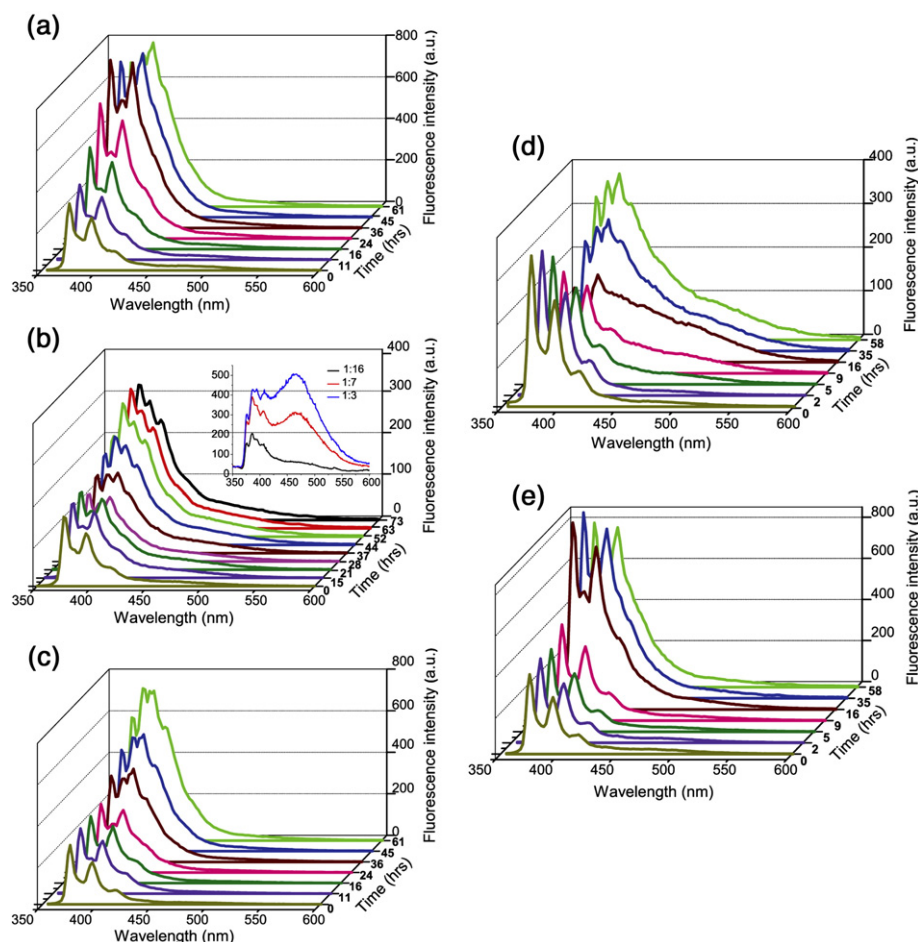 (a)
800
600
400
200
0
Fluorescence intensity (a.u.)
61
45
36
24
16
11
0
Time (hrs)
350 400 450 500 550 600
Wavelength (nm)
(b)
400
300
200
100
0
Fluorescence intensity (a.u.)
1:16
1:7
1:3
500
400
300
200
100
0
350 400 450 500 550 600
73
63
52
44
37
28
21
15
0
Time (hrs)
350 400 450 500 550 600
Wavelength (nm)
(c)
800
600
400
200
0
Fluorescence intensity (a.u.)
61
45
36
24
16
11
0
Time (hrs)
350 400 450 500 550 600
Wavelength (nm)
(d)
400
300
200
100
0
Fluorescence intensity (a.u.)
58
35
16
9
5
2
0
Time (hrs)
350 400 450 500 550 600
Wavelength (nm)
(e)
800
600
400
200
0
Fluorescence intensity (a.u.)
58
35
16
9
5
2
0
Time (hrs)
350 400 450 500 550 600
Wavelength (nm)